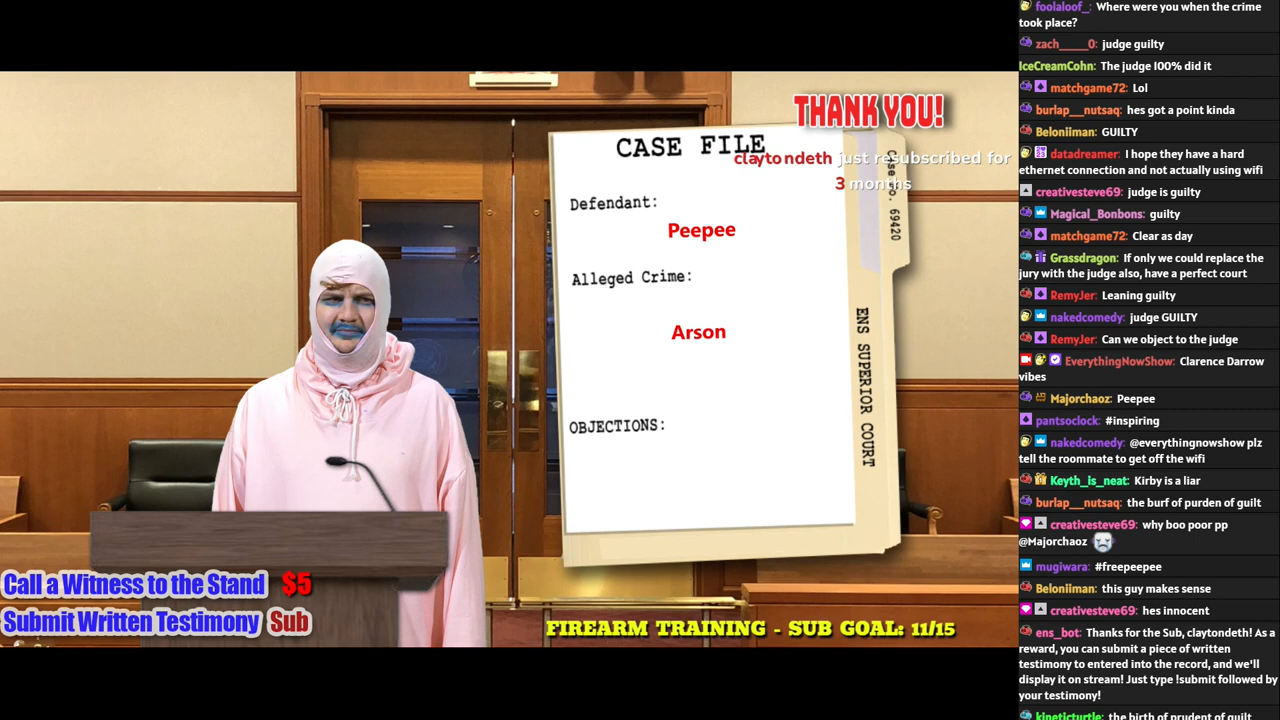 THANK YOU!
claytondeth just resubscribed for
3 months
CASE FILE
Defendant:
Peepee
Alleged Crime:
Arson
OBJECTIONS:
Case No. 69420
ENS SUPERIOR COURT
Call a Witness to the Stand $5
Submit Written Testimony Sub
FIREARM TRAINING - SUB GOAL: 11/15
foolaloof_: Where were you when the crime
took place?
zach____0: judge guilty
IceCreamCohn: The judge 100% did it
matchgame72: Lol
burlap__nutsaq: hes got a point kinda
Beloniiman: GUILTY
datadreamer: I hope they have a hard
ethernet connection and not actually using wifi
creativesteve69: judge is guilty
Magical_Bonbons: guilty
matchgame72: Clear as day
Grassdragon: If only we could replace the
jury with the judge also, have a perfect court
RemyJer: Leaning guilty
nakedcomedy: judge GUILTY
RemyJer: Can we object to the judge
EverythingNowShow: Clarence Darrow
vibes
Majorchaoz: Peepee
pantsoclock: #inspiring
nakedcomedy: @everythingnowshow plz
tell the roommate to get off the wifi
Keyth_is_neat: Kirby is a liar
burlap__nutsaq: the burf of purden of guilt
creativesteve69: why boo poor pp
@Majorchaoz
mugiwara: #freepeepee
Beloniiman: this guy makes sense
creativesteve69: hes innocent
ens_bot: Thanks for the Sub, claytondeth! As a
reward, you can submit a piece of written
testimony to entered into the record, and we'll
display it on stream! Just type !submit followed by
your testimony!
kineticturtle: the birth of prudent of guilt